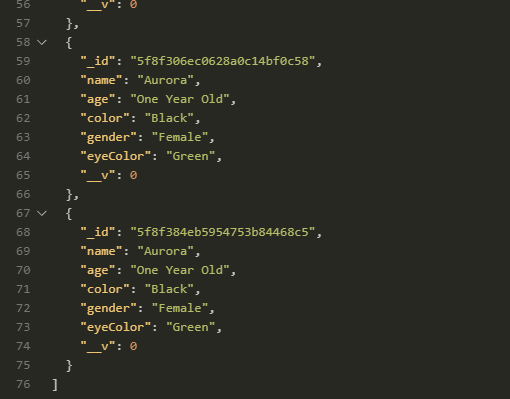 56 "__v": 0
57 },
58 {
59 "_id": "5f8f306ec0628a0c14bf0c58",
60 "name": "Aurora",
61 "age": "One Year Old",
62 "color": "Black",
63 "gender": "Female",
64 "eyeColor": "Green",
65 "__v": 0
66 },
67 {
68 "_id": "5f8f384eb5954753b84468c5",
69 "name": "Aurora",
70 "age": "One Year Old",
71 "color": "Black",
72 "gender": "Female",
73 "eyeColor": "Green",
74 "__v": 0
75 }
76 ]